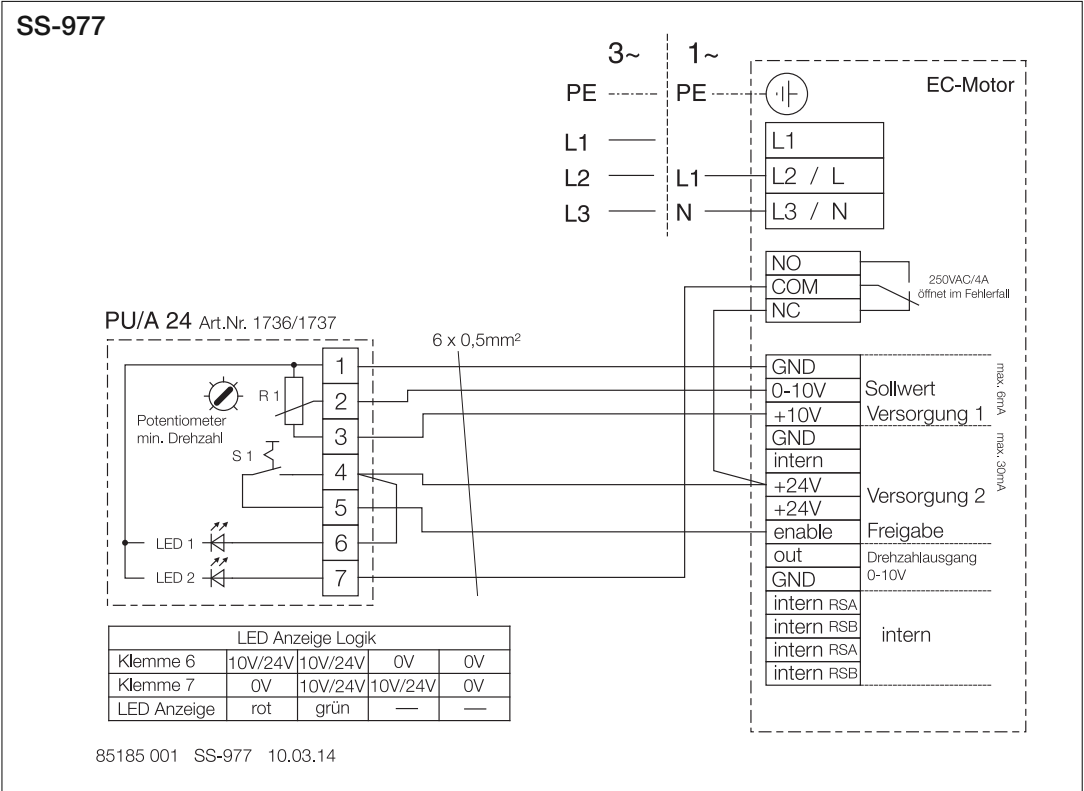 SS-977
3~ 1~
PE PE
EC-Motor
L1
L1
L2 L1
L2 / L
L3 N
L3 / N
NO
COM
NC
250VAC/4A
öffnet im Fehlerfall
PU/A 24 Art.Nr. 1736/1737
6 x 0,5mm²
1
2
3
4
5
6
7
R 1
Potentiometer
min. Drehzahl
S 1
LED 1
LED 2
GND
0-10V
+10V
GND
intern
+24V
+24V
enable
out
GND
intern RSA
intern RSB
intern RSA
intern RSB
Sollwert
Versorgung 1
max. 6mA
max. 30mA
Versorgung 2
Freigabe
Drehzahlausgang
0-10V
intern
LED Anzeige Logik
Klemme 6 10V/24V 10V/24V 0V 0V
Klemme 7 0V 10V/24V 10V/24V 0V
LED Anzeige rot grün — —
85185 001 SS-977 10.03.14